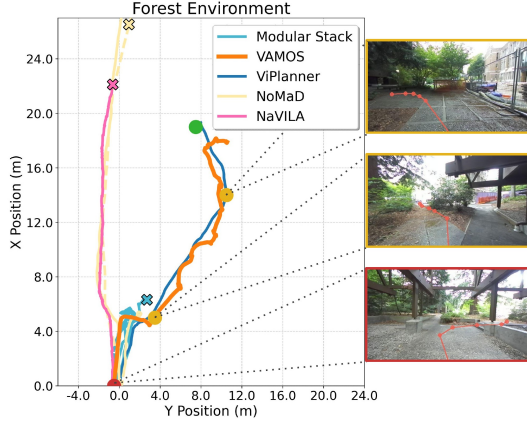 Forest Environment
Modular Stack
VAMOS
ViPlanner
NoMaD
NaVILA
24.0
20.0
16.0
12.0
8.0
4.0
0.0
X Position (m)
-4.0 0.0 4.0 8.0 12.0 16.0 20.0 24.0
Y Position (m)